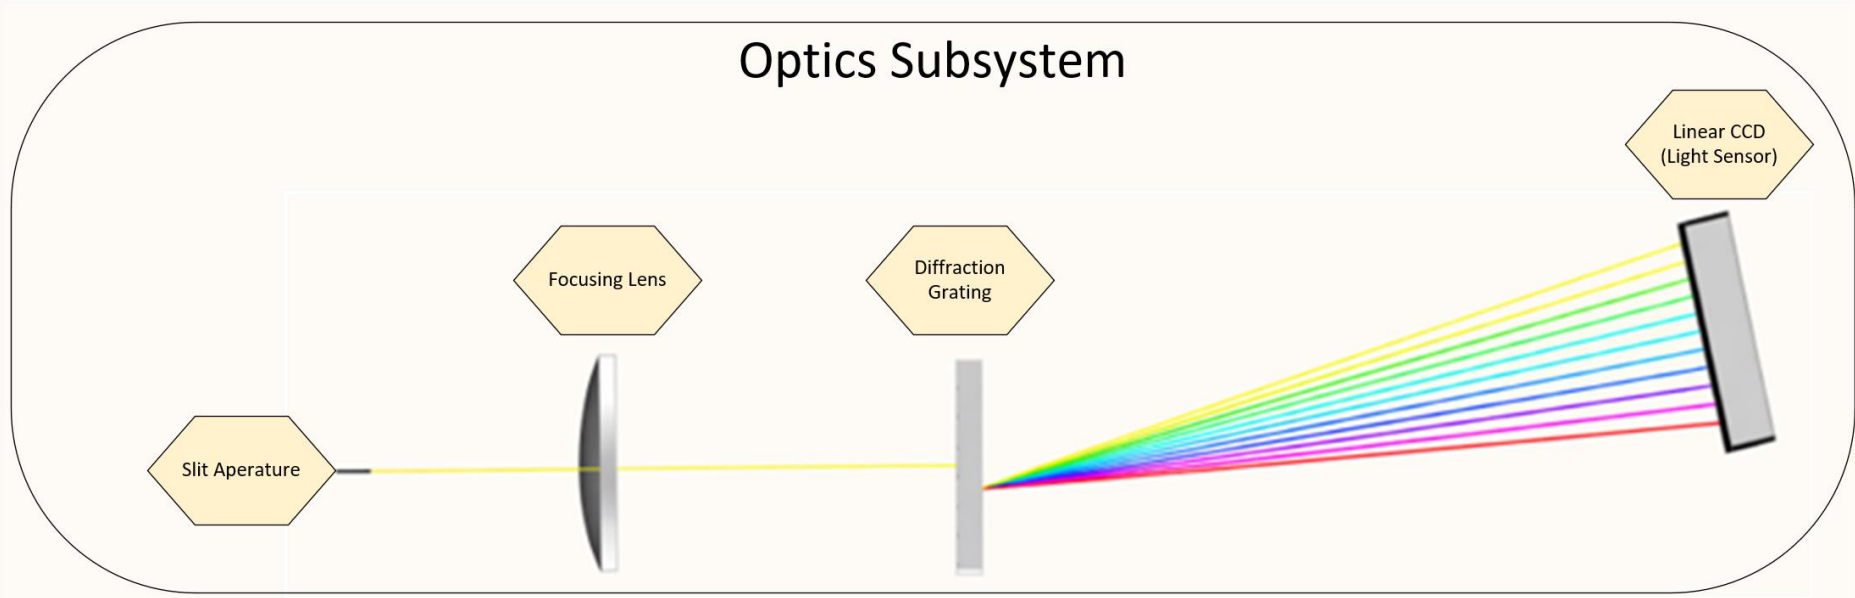 Optics Subsystem
Linear CCD
(Light Sensor)
Focusing Lens
Diffraction
Grating
Slit Aperature